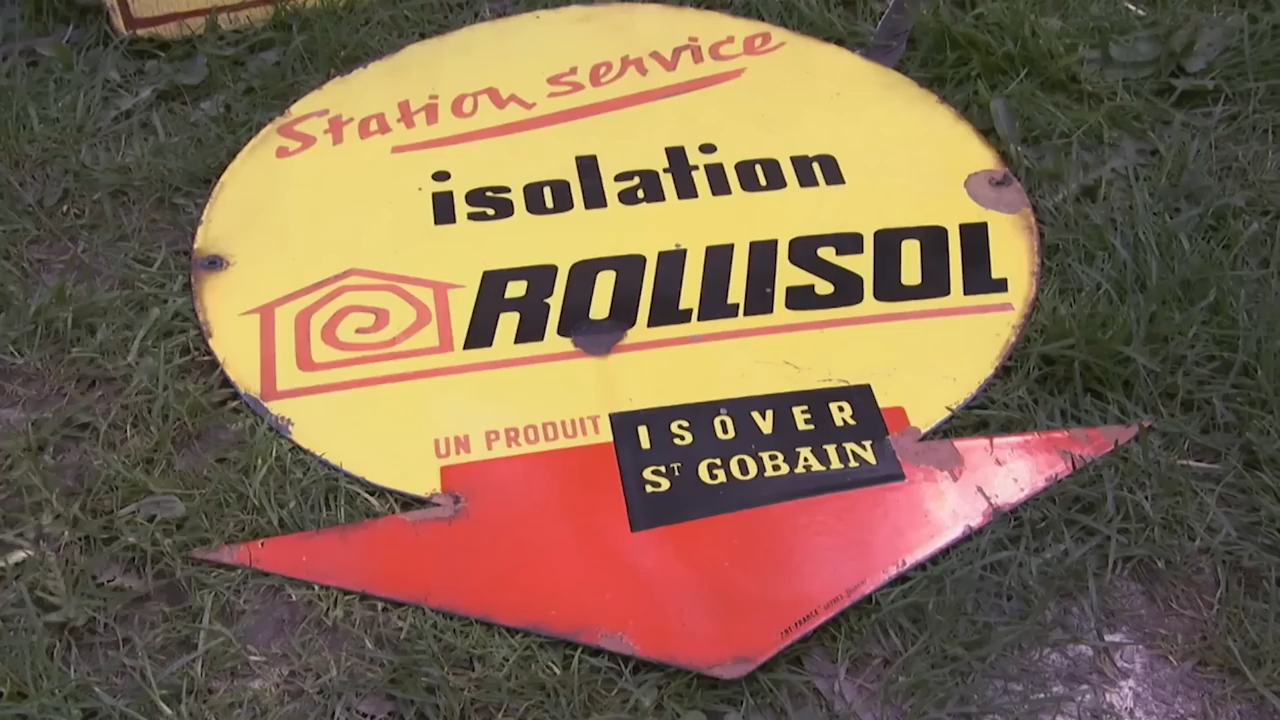 Station service
isolation
ROLLISOL
UN PRODUIT
ISOVER
ST GOBAIN